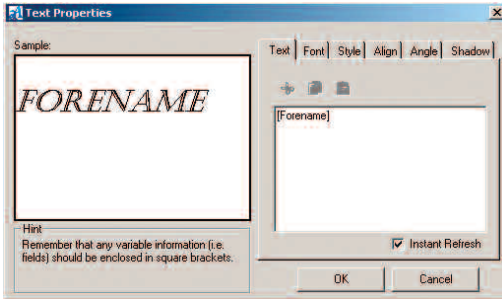 Text Properties
Sample:
FORENAME
Hint
Remember that any variable information (i.e.
fields) should be enclosed in square brackets.
Text Font Style Align Angle Shadow
[Forename]
Instant Refresh
OK Cancel